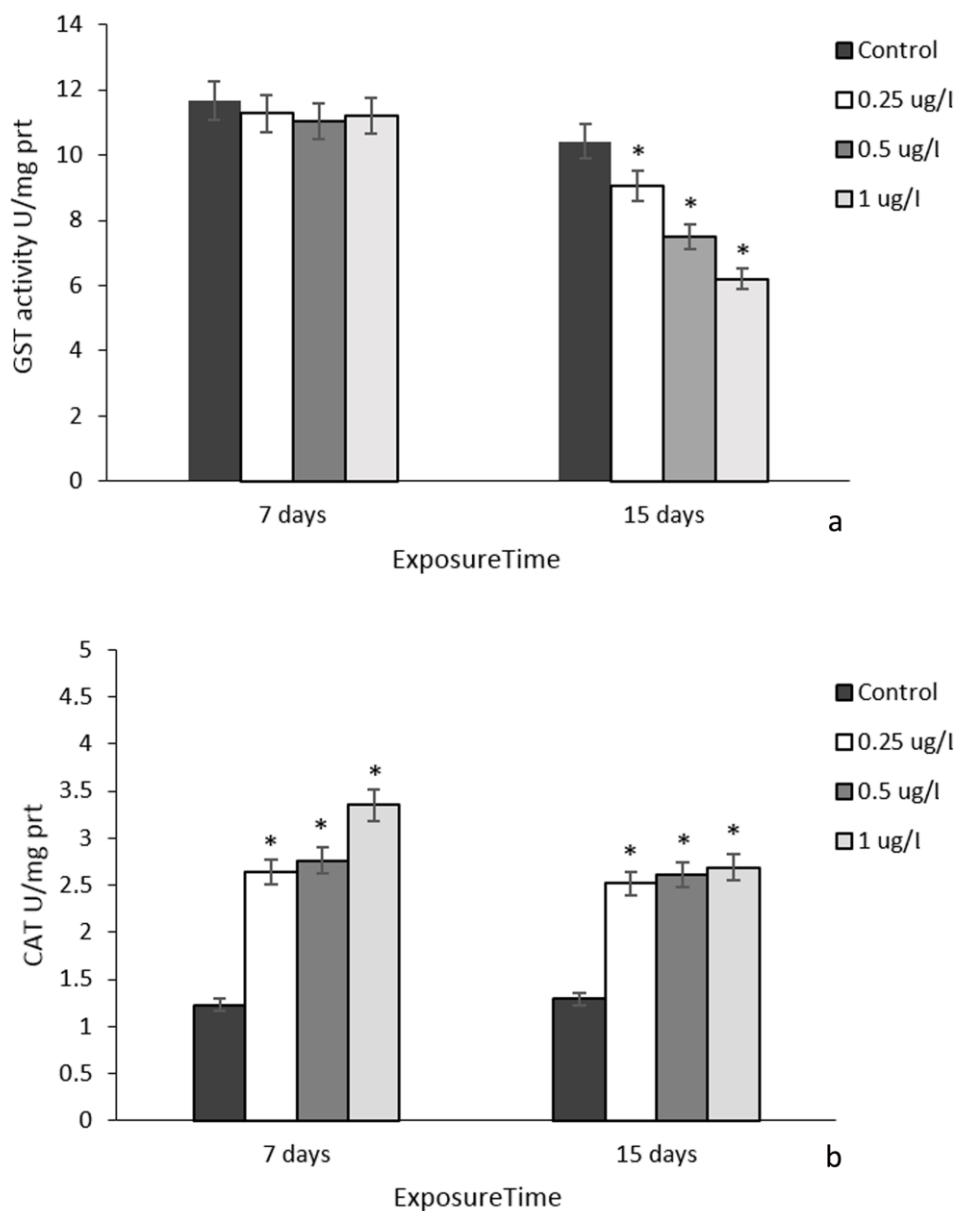 14
12
10
8
6
4
2
0
GST activity U/mg prt
*
*
*
7 days
15 days
ExposureTime
Control
0.25 ug/l
0.5 ug/l
1 ug/l
a
5
4.5
4
3.5
3
2.5
2
1.5
1
0.5
0
CAT U/mg prt
*
*
*
*
*
*
7 days
15 days
ExposureTime
Control
0.25 ug/l
0.5 ug/l
1 ug/l
b